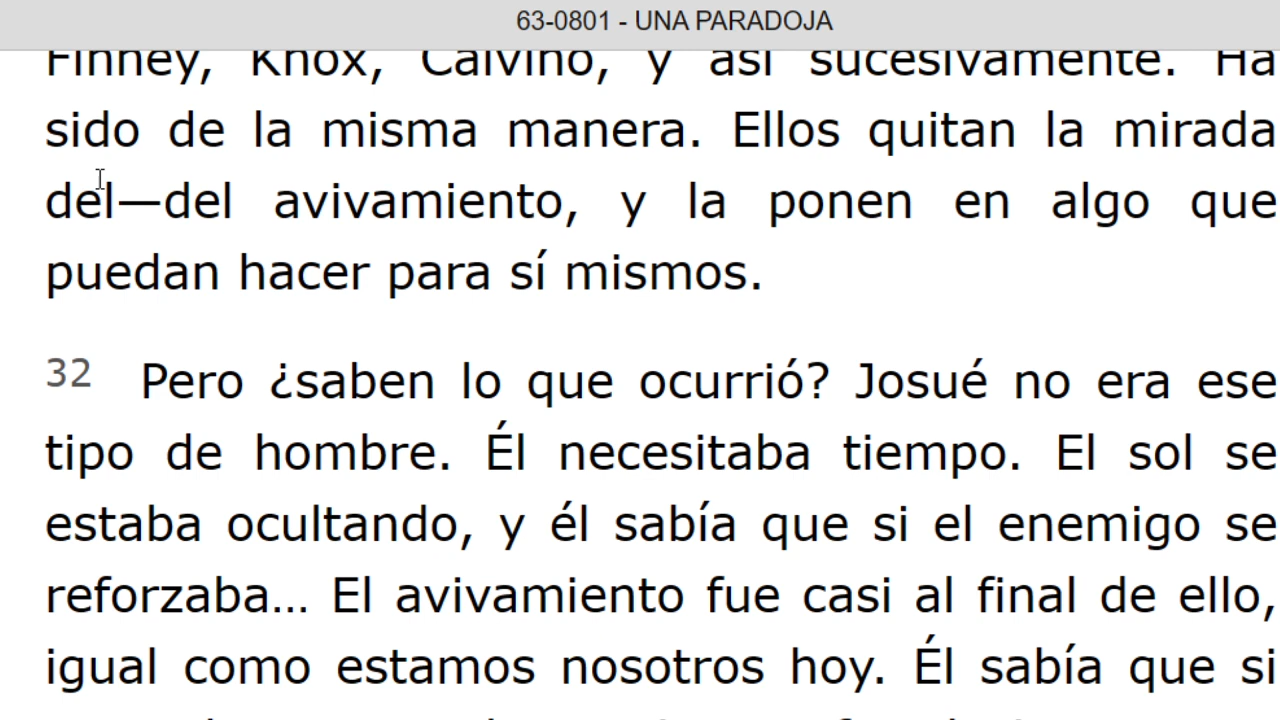 63-0801 - UNA PARADOJA
Finney, Knox, Calvino, y así sucesivamente. Ha
sido de la misma manera. Ellos quitan la mirada
del—del avivamiento, y la ponen en algo que
puedan hacer para sí mismos.
32 Pero ¿saben lo que ocurrió? Josué no era ese
tipo de hombre. Él necesitaba tiempo. El sol se
estaba ocultando, y él sabía que si el enemigo se
reforzaba... El avivamiento fue casi al final de ello,
igual como estamos nosotros hoy. Él sabía que si